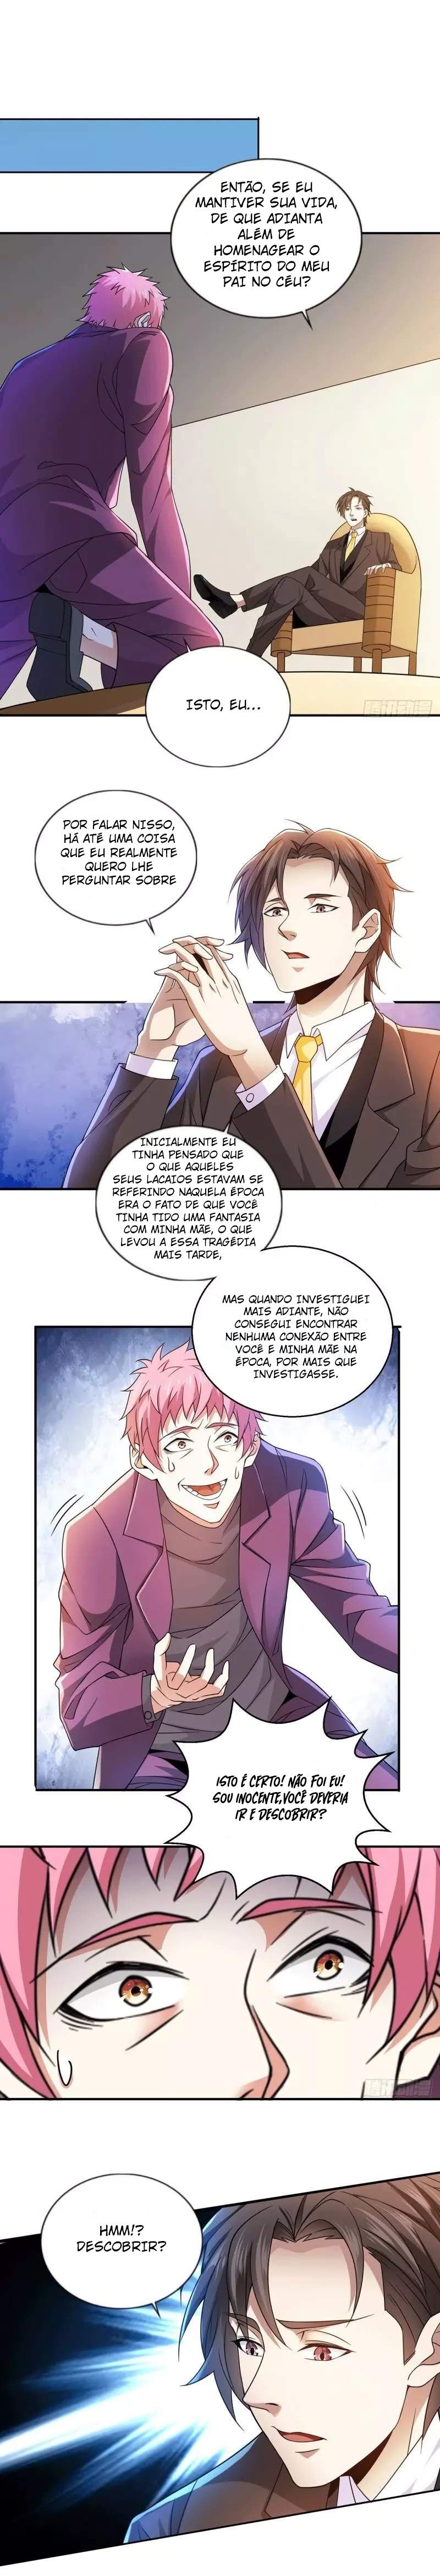 ENTÃO, SE EU
MANTIVER SUA VIDA,
DE QUE ADIANTA
ALÉM DE
HOMENAGEAR O
ESPÍRITO DO MEU
PAI NO CÉU?
ISTO, EU...
POR FALAR NISSO,
HÁ ATÉ UMA COISA
QUE EU REALMENTE
QUERO LHE
PERGUNTAR SOBRE
INICIALMENTE EU
TINHA PENSADO QUE
O QUE AQUELES
SEUS LACAIOS ESTAVAM SE
REFERINDO NAQUELA ÉPOCA
ERA O FATO DE QUE VOCÊ
TINHA TIDO UMA FANTASIA
COM MINHA MÃE, O QUE
LEVOU A ESSA TRAGÉDIA
MAIS TARDE,
MAS QUANDO INVESTIGUEI
MAIS ADIANTE, NÃO
CONSEGUI ENCONTRAR
NENHUMA CONEXÃO ENTRE
VOCÊ E MINHA MÃE NA
ÉPOCA, POR MAIS QUE
INVESTIGASSE.
ISTO É CERTO! NÃO FOI EU!
SOU INOCENTE,VOCÊ DEVERIA
IR E DESCOBRIR?
HMM!?
DESCOBRIR?